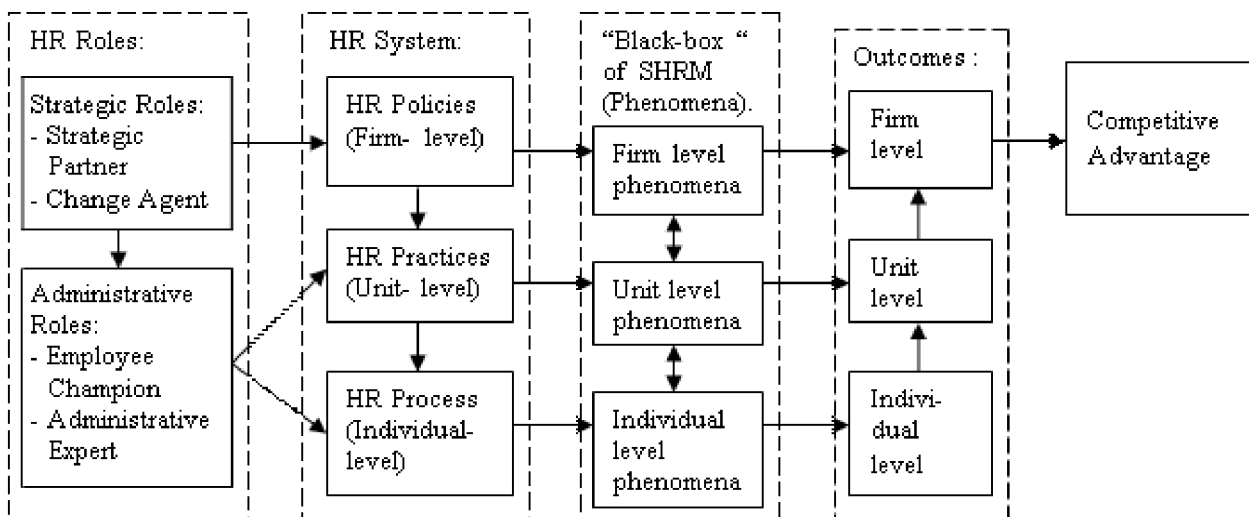 HR Roles:
Strategic Roles:
- Strategic
Partner
- Change Agent
Administrative
Roles:
- Employee
Champion
- Administrative
Expert
HR System:
HR Policies
(Firm- level)
HR Practices
(Unit- level)
HR Process
(Individual-
level)
“Black-box “
of SHRM
(Phenomena).
Firm level
phenomena
Unit level
phenomena
Individual
level
phenomena
Outcomes :
Firm
level
Unit
level
Indivi-
dual level
Competitive
Advantage